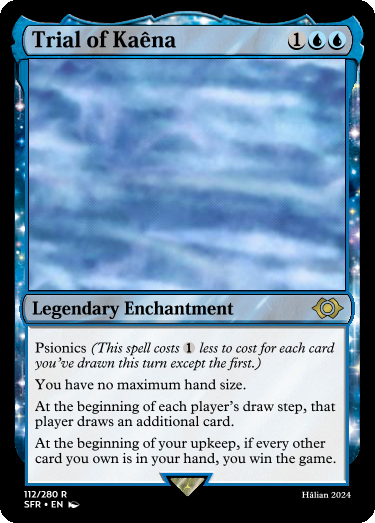 Trial of Kaêna 1
Legendary Enchantment
Psionics (This spell costs 1 less to cost for each card
you've drawn this turn except the first.)
You have no maximum hand size.
At the beginning of each player's draw step, that
player draws an additional card.
At the beginning of your upkeep, if every other
card you own is in your hand, you win the game.
112/280 R
SFR • EN
Hâlian 2024